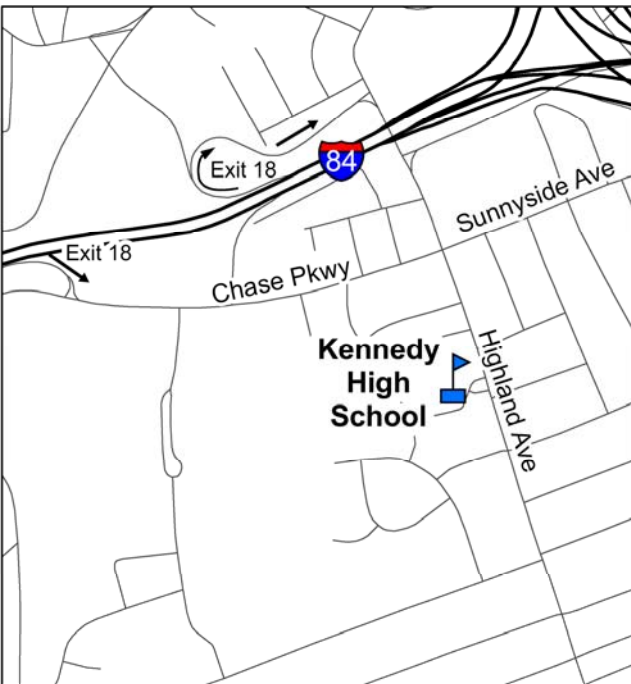 Exit 18
84
Sunnyside Ave
Exit 18
Chase Pkwy
Kennedy
High
School
Highland Ave